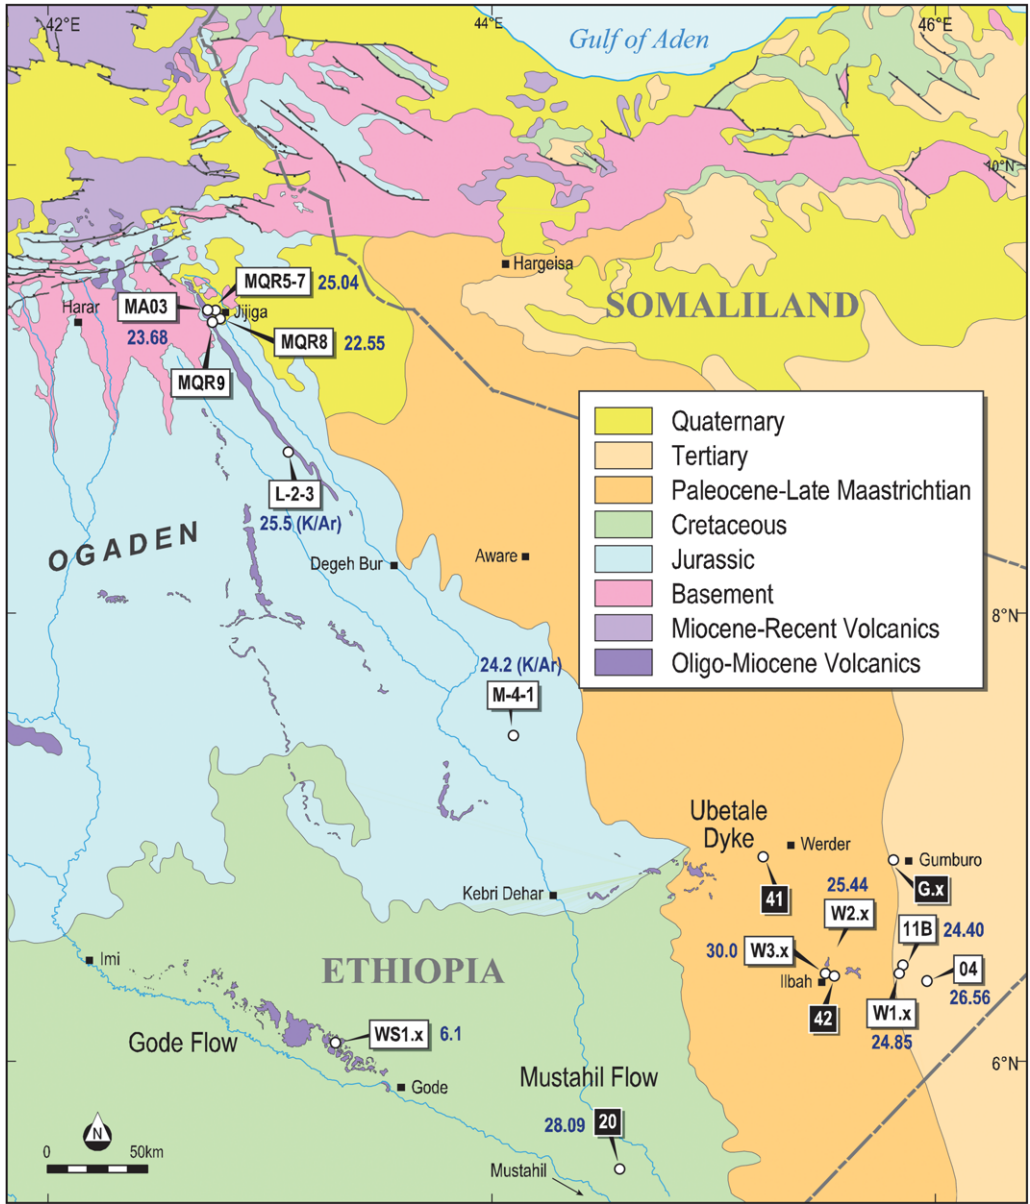 42°E
44°E
46°E
Gulf of Aden
10°N
Hargeisa
SOMALILAND
MQR5-7
25.04
MA03
Harar
Jijiga
23.68
MQR8
22.55
MQR9
Quaternary
Tertiary
Paleocene-Late Maastrichtian
Cretaceous
Jurassic
Basement
Miocene-Recent Volcanics
Oligo-Miocene Volcanics
L-2-3
25.5 (K/Ar)
OGADEN
Degeh Bur
Aware
8°N
24.2 (K/Ar)
M-4-1
Ubetale
Dyke
Werder
Gumburo
41
G.x
Kebri Dehar
25.44
W2.x
11B
24.40
30.0
W3.x
04
Imi
ETHIOPIA
Ilbah
26.56
42
W1.x
24.85
Gode Flow
WS1.x
6.1
6°N
Gode
Mustahil Flow
28.09
20
N
0
50km
Mustahil